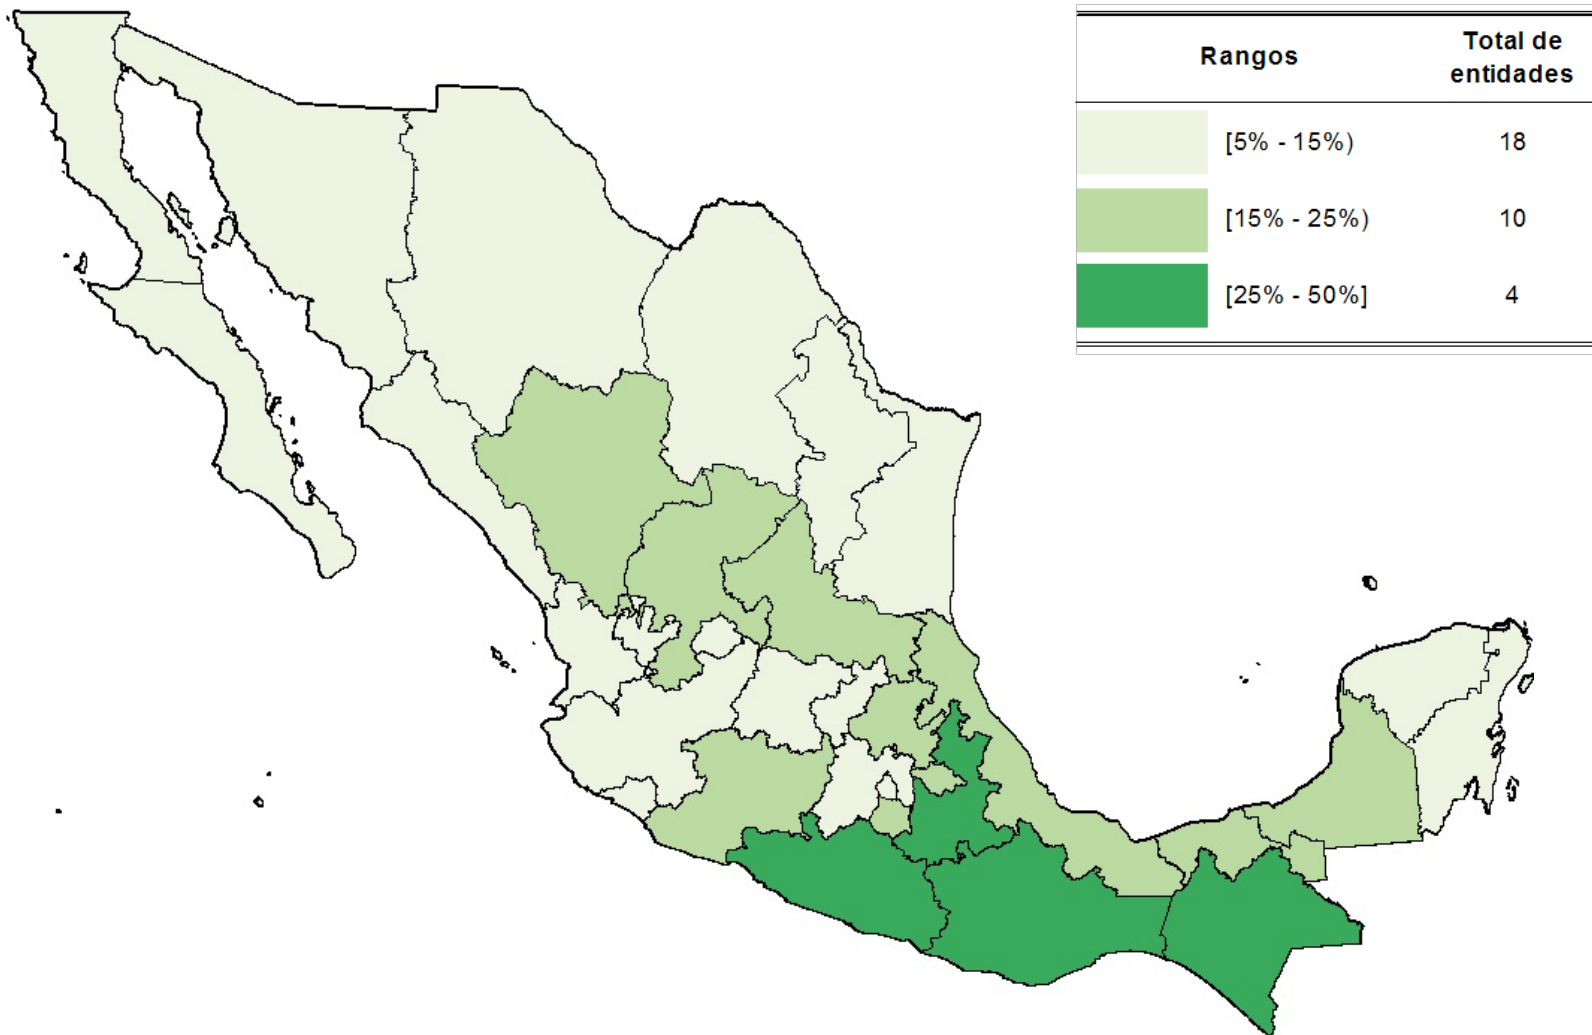 Rangos
Total de
entidades
[5% - 15%)
18
[15% - 25%)
10
[25% - 50%]
4